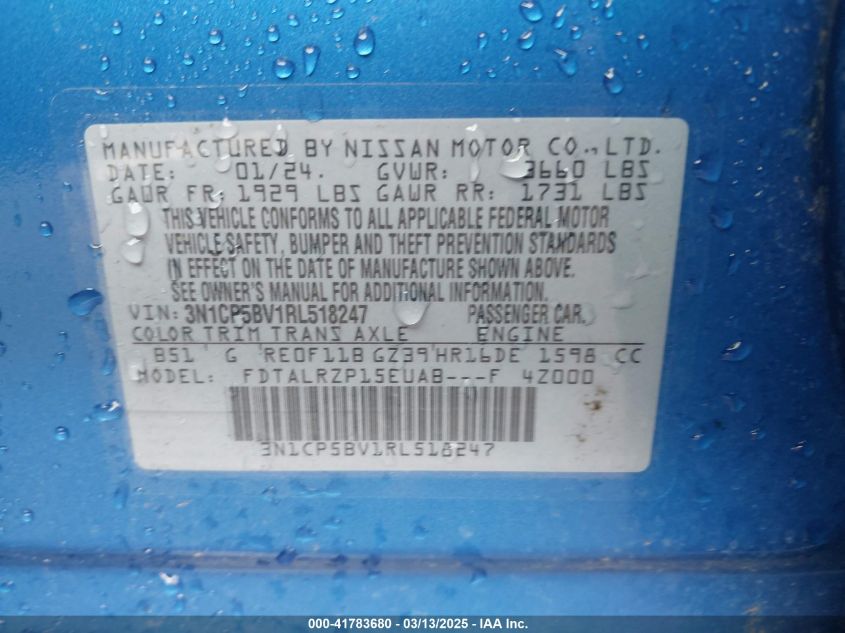 MANUFACTURED BY NISSAN MOTOR CO., LTD.
DATE: 01/24. GVWR: 3660 LBS
GAWR FR: 1929 LBS GAWR RR: 1731 LBS
THIS VEHICLE CONFORMS TO ALL APPLICABLE FEDERAL MOTOR
VEHICLE SAFETY, BUMPER AND THEFT PREVENTION STANDARDS
IN EFFECT ON THE DATE OF MANUFACTURE SHOWN ABOVE.
SEE OWNER'S MANUAL FOR ADDITIONAL INFORMATION.
VIN: 3N1CP5BV1RL518247 PASSENGER CAR.
COLOR TRIM TRANS AXLE ENGINE
B51 G RE0F11B GZ39 HR16DE 1598 CC
MODEL: FDTALRZP15EUAB---F 4Z000
3N1CP5BV1RL518247
000-41783680 / 03/13/2025 - IAA Inc.